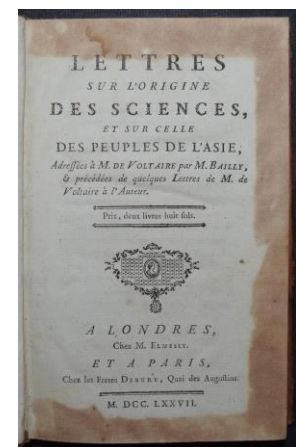 LETTRES
SUR L'ORIGINE
DES SCIENCES,
ET SUR CELLE
DES PEUPLES DE L'ASIE,
Adressées à M. DE VOLTAIRE par M. BAILLY,
& précédées de quelques Lettres de M. de
Voltaire à l'Auteur.
Prix, deux livres huit sols.
A LONDRES,
Chez M. ELMESLY.
ET A PARIS,
Chez les Freres DEBURE, Quai des Augustins.
M. DCC. LXXVII.